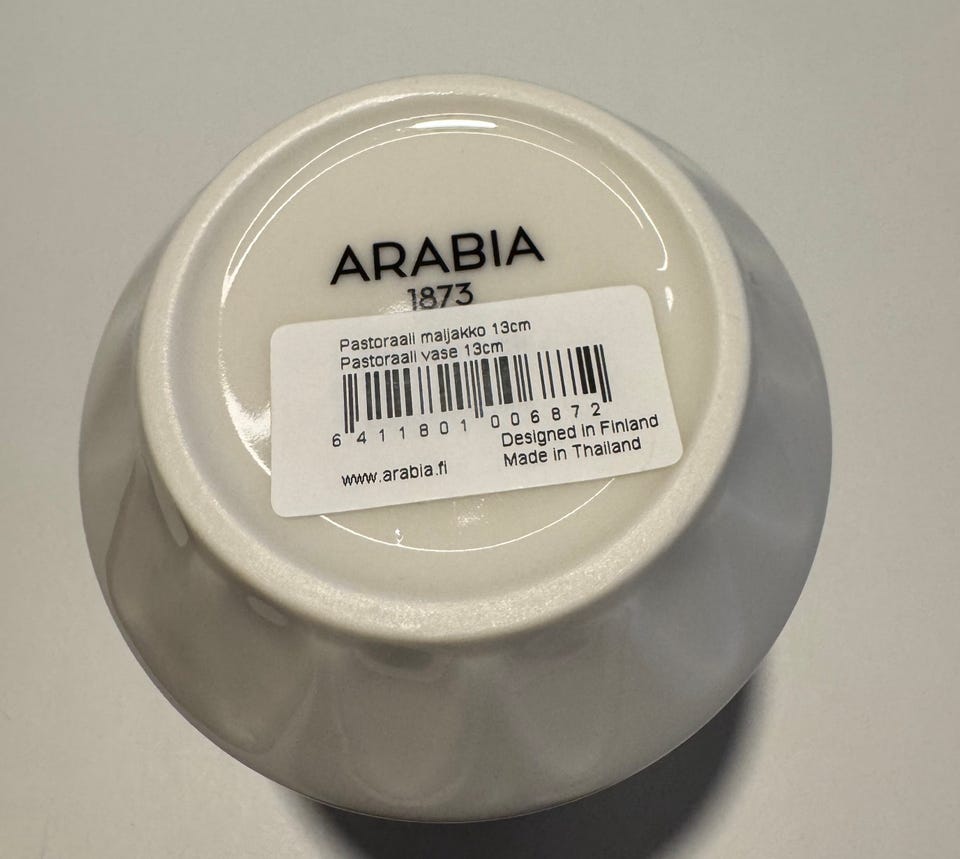 ARABIA
1873
Pastoraali maljakko 13cm
Pastoraali vase 13cm
6 411801 006872
Designed in Finland
Made in Thailand
www.arabia.fi